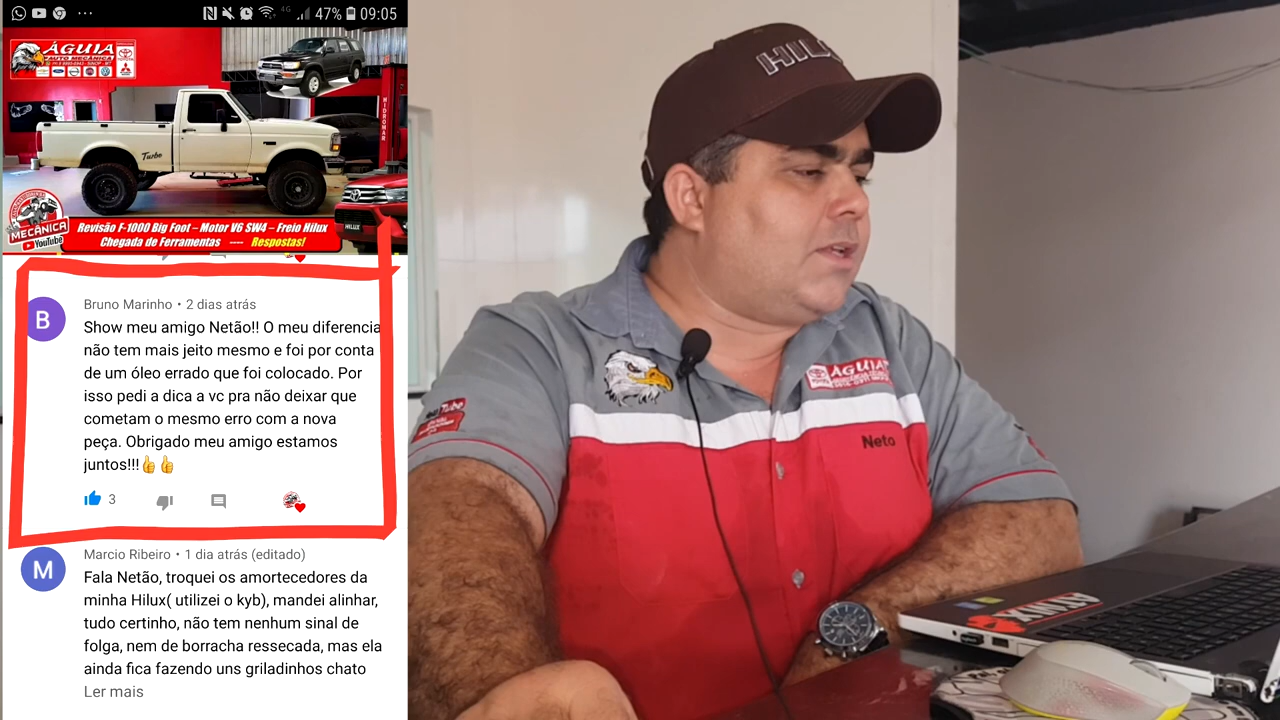 4G 47% 09:05
ÁGUIA
AUTO MECÂNICA
HIDROMAR
Turbo
HILUX
MECÂNICA
YouTube
Revisão F-1000 Big Foot – Motor V6 SW4 – Freio Hilux
Chegada de Ferramentas ---- Respostas!
Bruno Marinho • 2 dias atrás
Show meu amigo Netão!! O meu diferencia
não tem mais jeito mesmo e foi por conta
de um óleo errado que foi colocado. Por
isso pedi a dica a vc pra não deixar que
cometam o mesmo erro com a nova
peça. Obrigado meu amigo estamos
juntos!!!👍👍
3
B
Marcio Ribeiro • 1 dia atrás (editado)
M
Fala Netão, troquei os amortecedores da
minha Hilux( utilizei o kyb), mandei alinhar,
tudo certinho, não tem nenhum sinal de
folga, nem de borracha ressecada, mas ela
ainda fica fazendo uns griladinhos chato
Ler mais
ÁGUIA
Neto